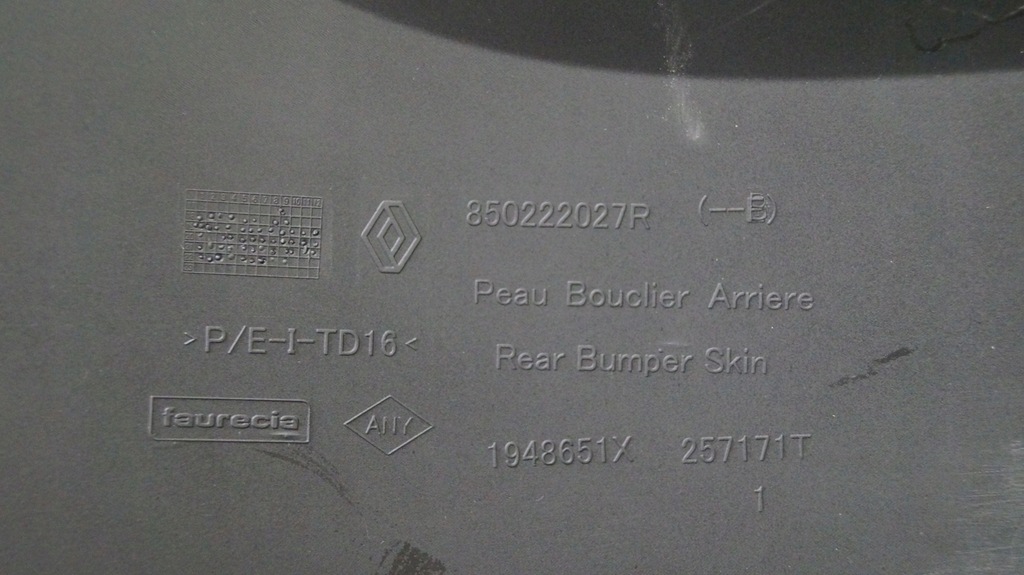 850222027R (--B)
Peau Bouclier Arriere
>P/E-I-TD16<
Rear Bumper Skin
faurecia
ANY
1948651X 257171T
1